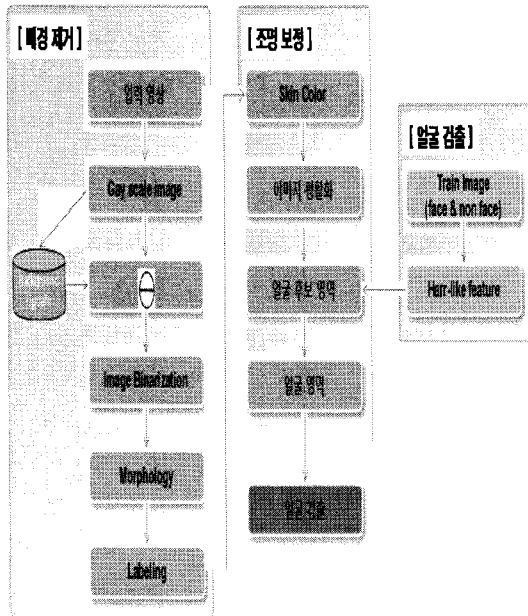 [ 배경 제거 ]
입력 영상
Gay scale image
Image Binarization
Morphology
Labeling
[ 조명 보정 ]
Skin Color
이미지 평활화
얼굴 후보 영역
얼굴 영역
얼굴 검출
[ 얼굴 검출 ]
Train Image
(face & non face)
Harr-like feature